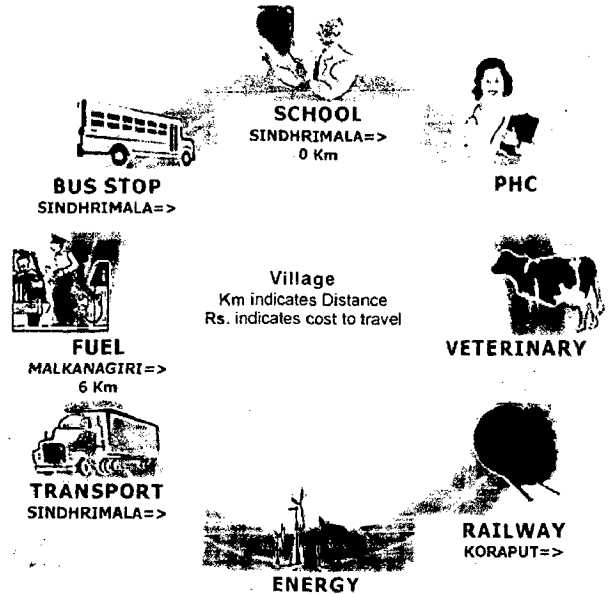 SCHOOL
SINDHRIMALA=>
0 Km
BUS STOP
SINDHRIMALA=>
PHC
Village
Km indicates Distance
Rs. indicates cost to travel
FUEL
MALKANAGIRI=>
6 Km
VETERINARY
TRANSPORT
SINDHRIMALA=>
RAILWAY
KORAPUT=>
ENERGY